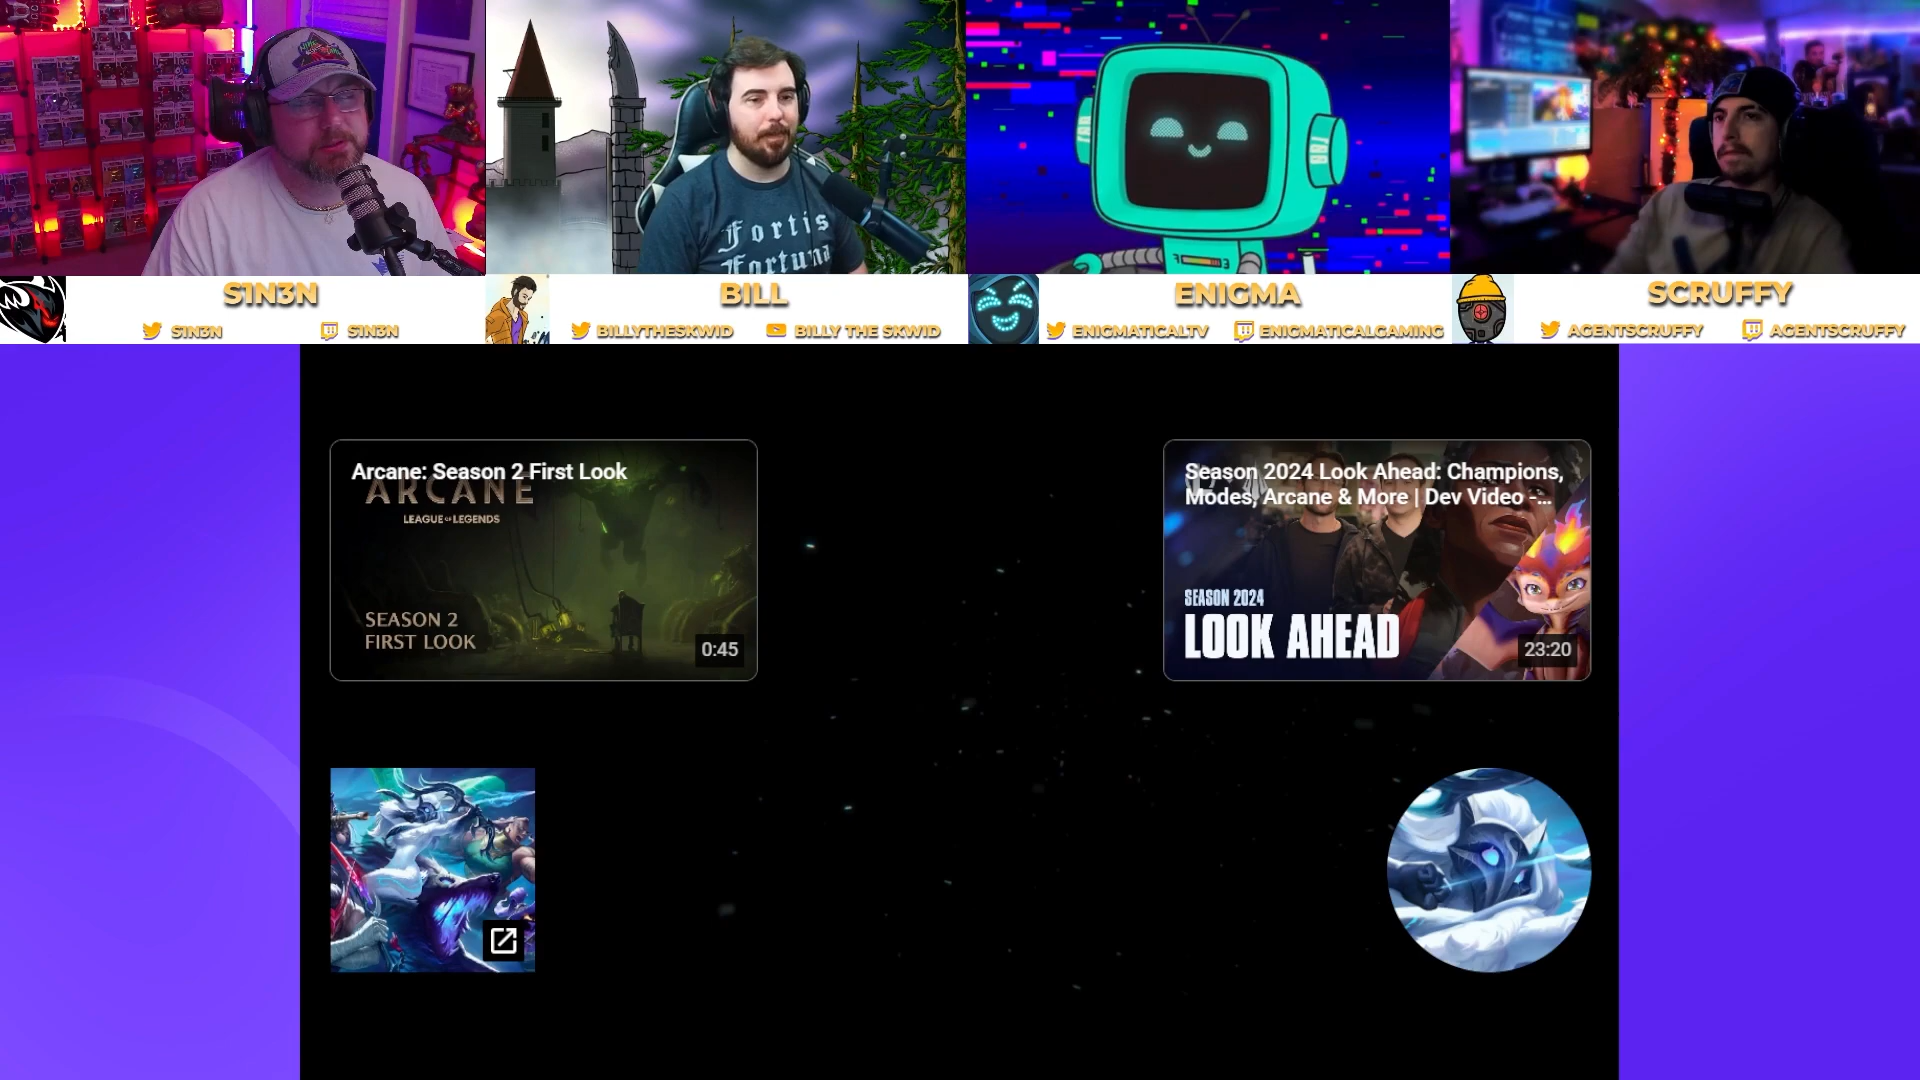 Fortis
Fortuna
S1N3N
S1N3N
S1N3N
BILL
BILLYTHESKWID
BILLY THE SKWID
ENIGMA
ENIGMATICALTV
ENIGMATICALGAMING
SCRUFFY
AGENTSCRUFFY
AGENTSCRUFFY
Arcane: Season 2 First Look
ARCANE
LEAGUE OF LEGENDS
SEASON 2
FIRST LOOK
0:45
Season 2024 Look Ahead: Champions,
Modes, Arcane & More | Dev Video -...
SEASON 2024
LOOK AHEAD
23:20